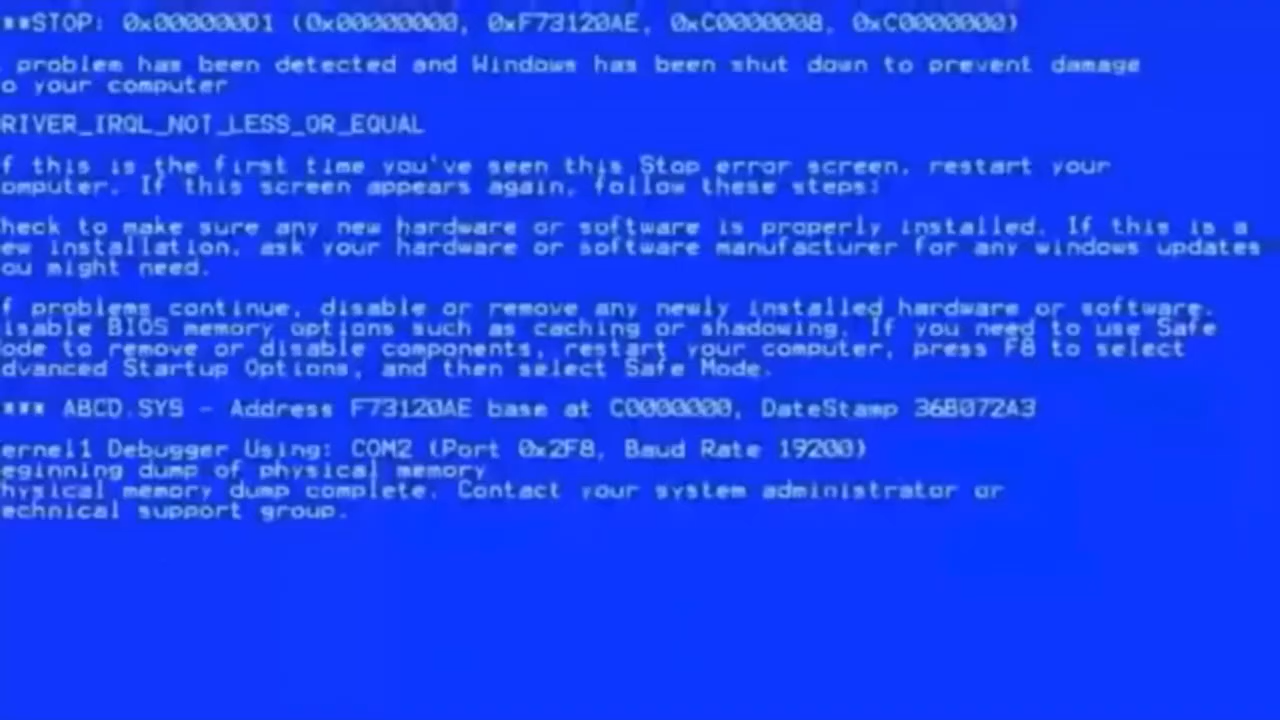 **STOP: 0x000000D1 (0x00000000, 0xF73120AE, 0xC0000008, 0xC0000000)
problem has been detected and Windows has been shut down to prevent damage
o your computer
RIVER_IRQL_NOT_LESS_OR_EQUAL
f this is the first time you've seen this Stop error screen, restart your
omputer. If this screen appears again, follow these steps:
heck to make sure any new hardware or software is properly installed. If this is a
ew installation, ask your hardware or software manufacturer for any windows updates
ou might need.
f problems continue, disable or remove any newly installed hardware or software.
isable BIOS memory options such as caching or shadowing. If you need to use Safe
ode to remove or disable components, restart your computer, press F8 to select
dvanced Startup Options, and then select Safe Mode.
*** ABCD.SYS - Address F73120AE base at C0000000, DateStamp 36B072A3
ernel1 Debugger Using: COM2 (Port 0x2F8, Baud Rate 19200)
eginning dump of physical memory
hysical memory dump complete. Contact your system administrator or
echnical support group.